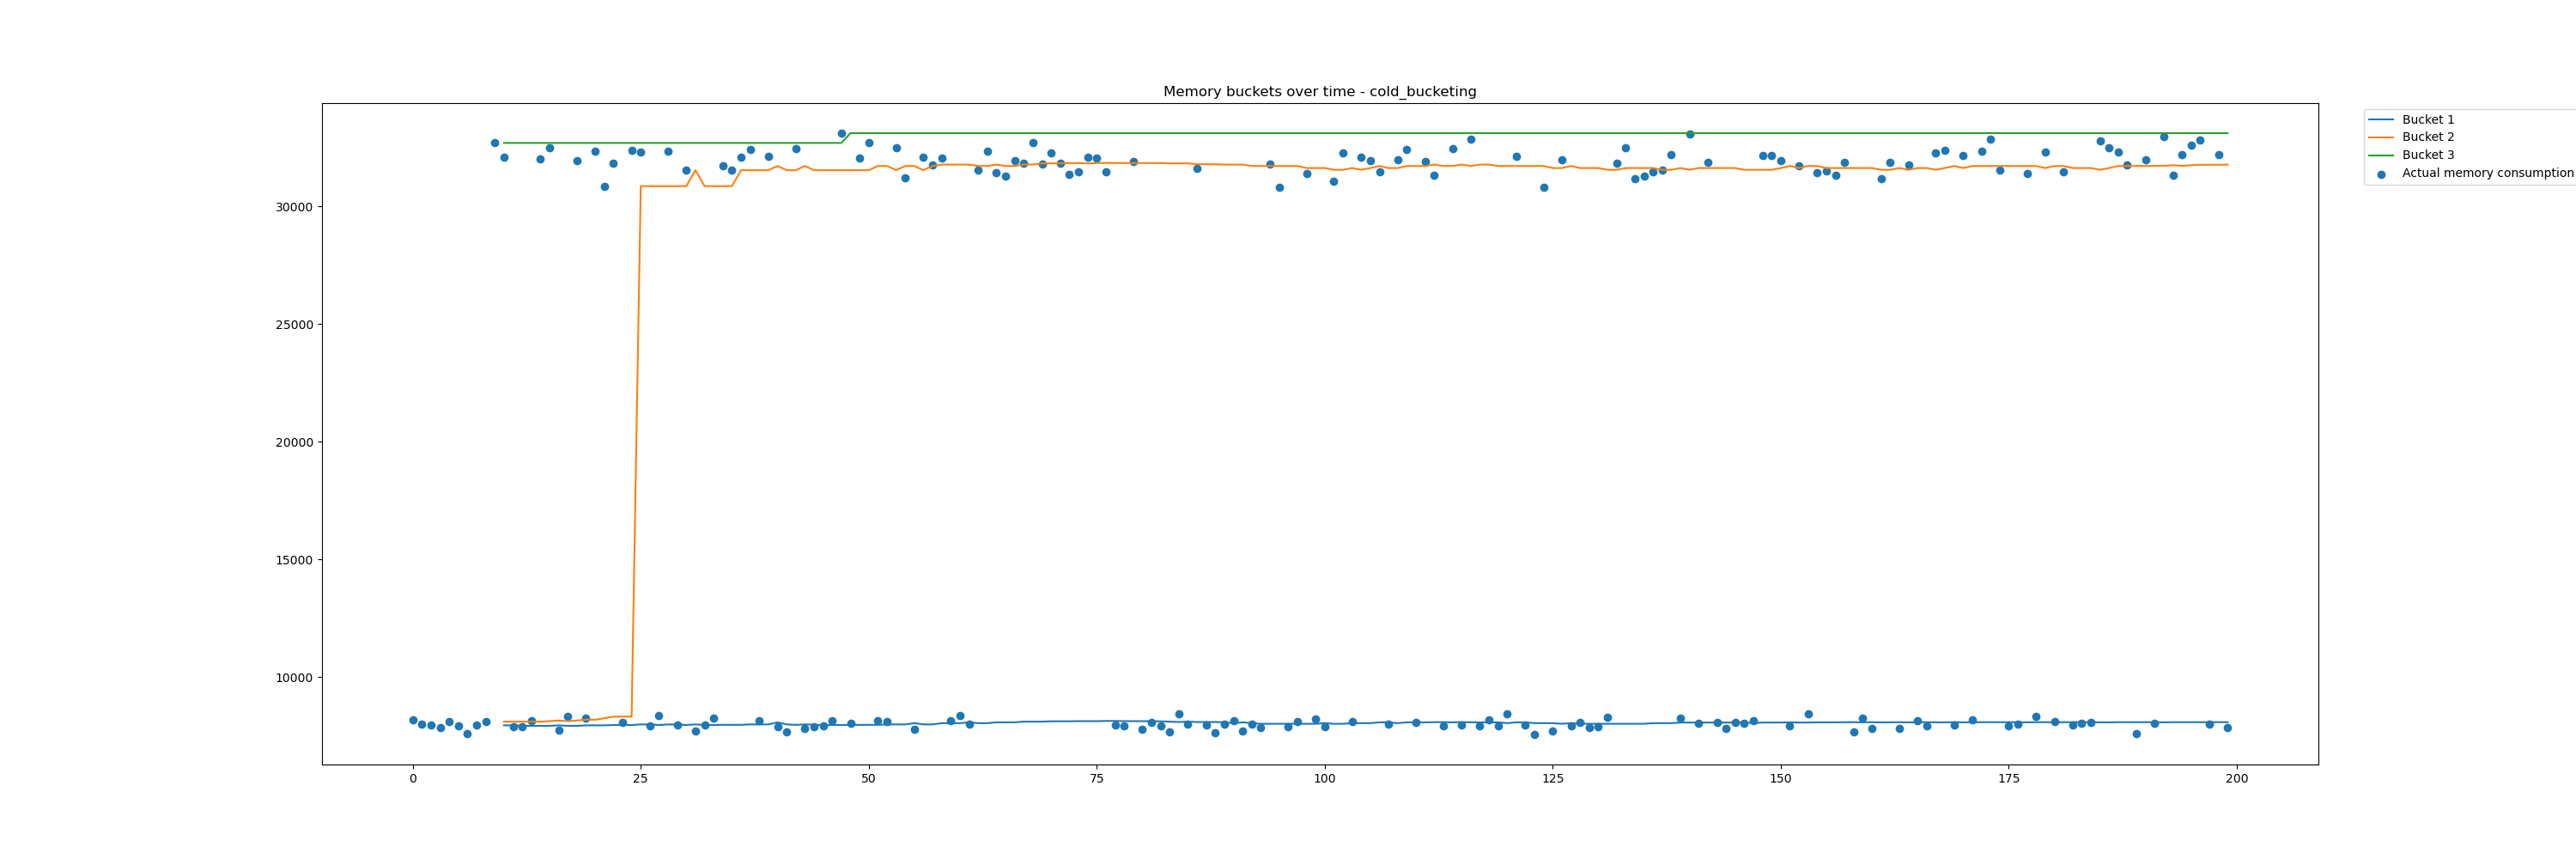 Memory buckets over time - cold_bucketing
Bucket 1
Bucket 2
Bucket 3
Actual memory consumption
30000
25000
20000
15000
10000
0 25 50 75 100 125 150 175 200